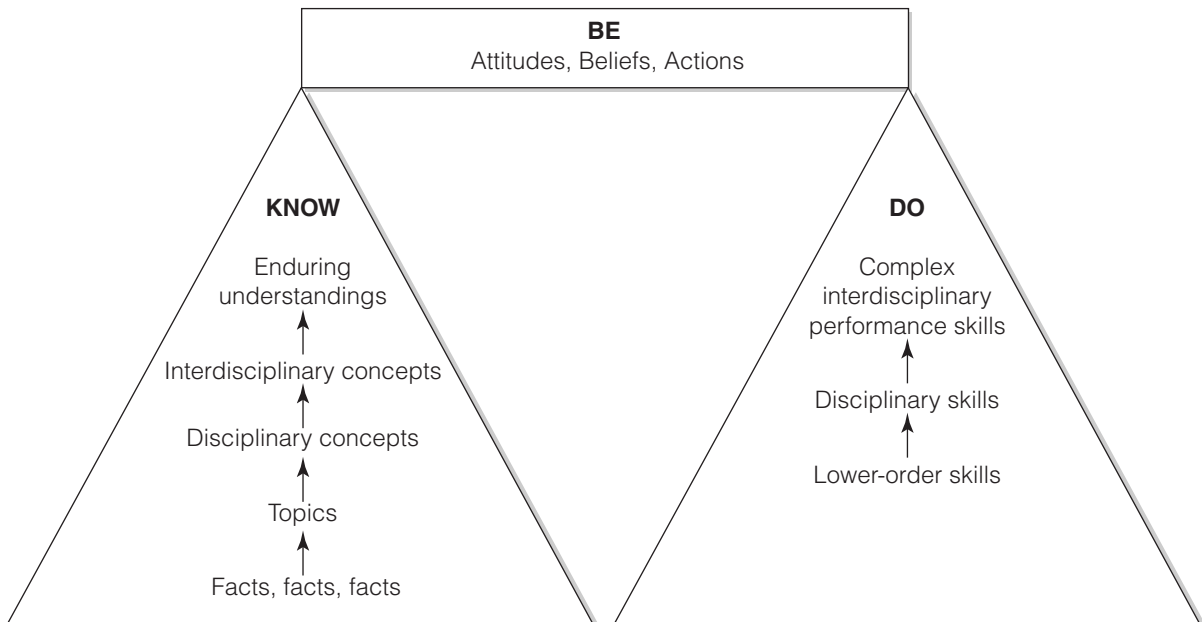 BE
Attitudes, Beliefs, Actions
KNOW
Enduring
understandings
Interdisciplinary concepts
Disciplinary concepts
Topics
Facts, facts, facts
DO
Complex
interdisciplinary
performance skills
Disciplinary skills
Lower-order skills